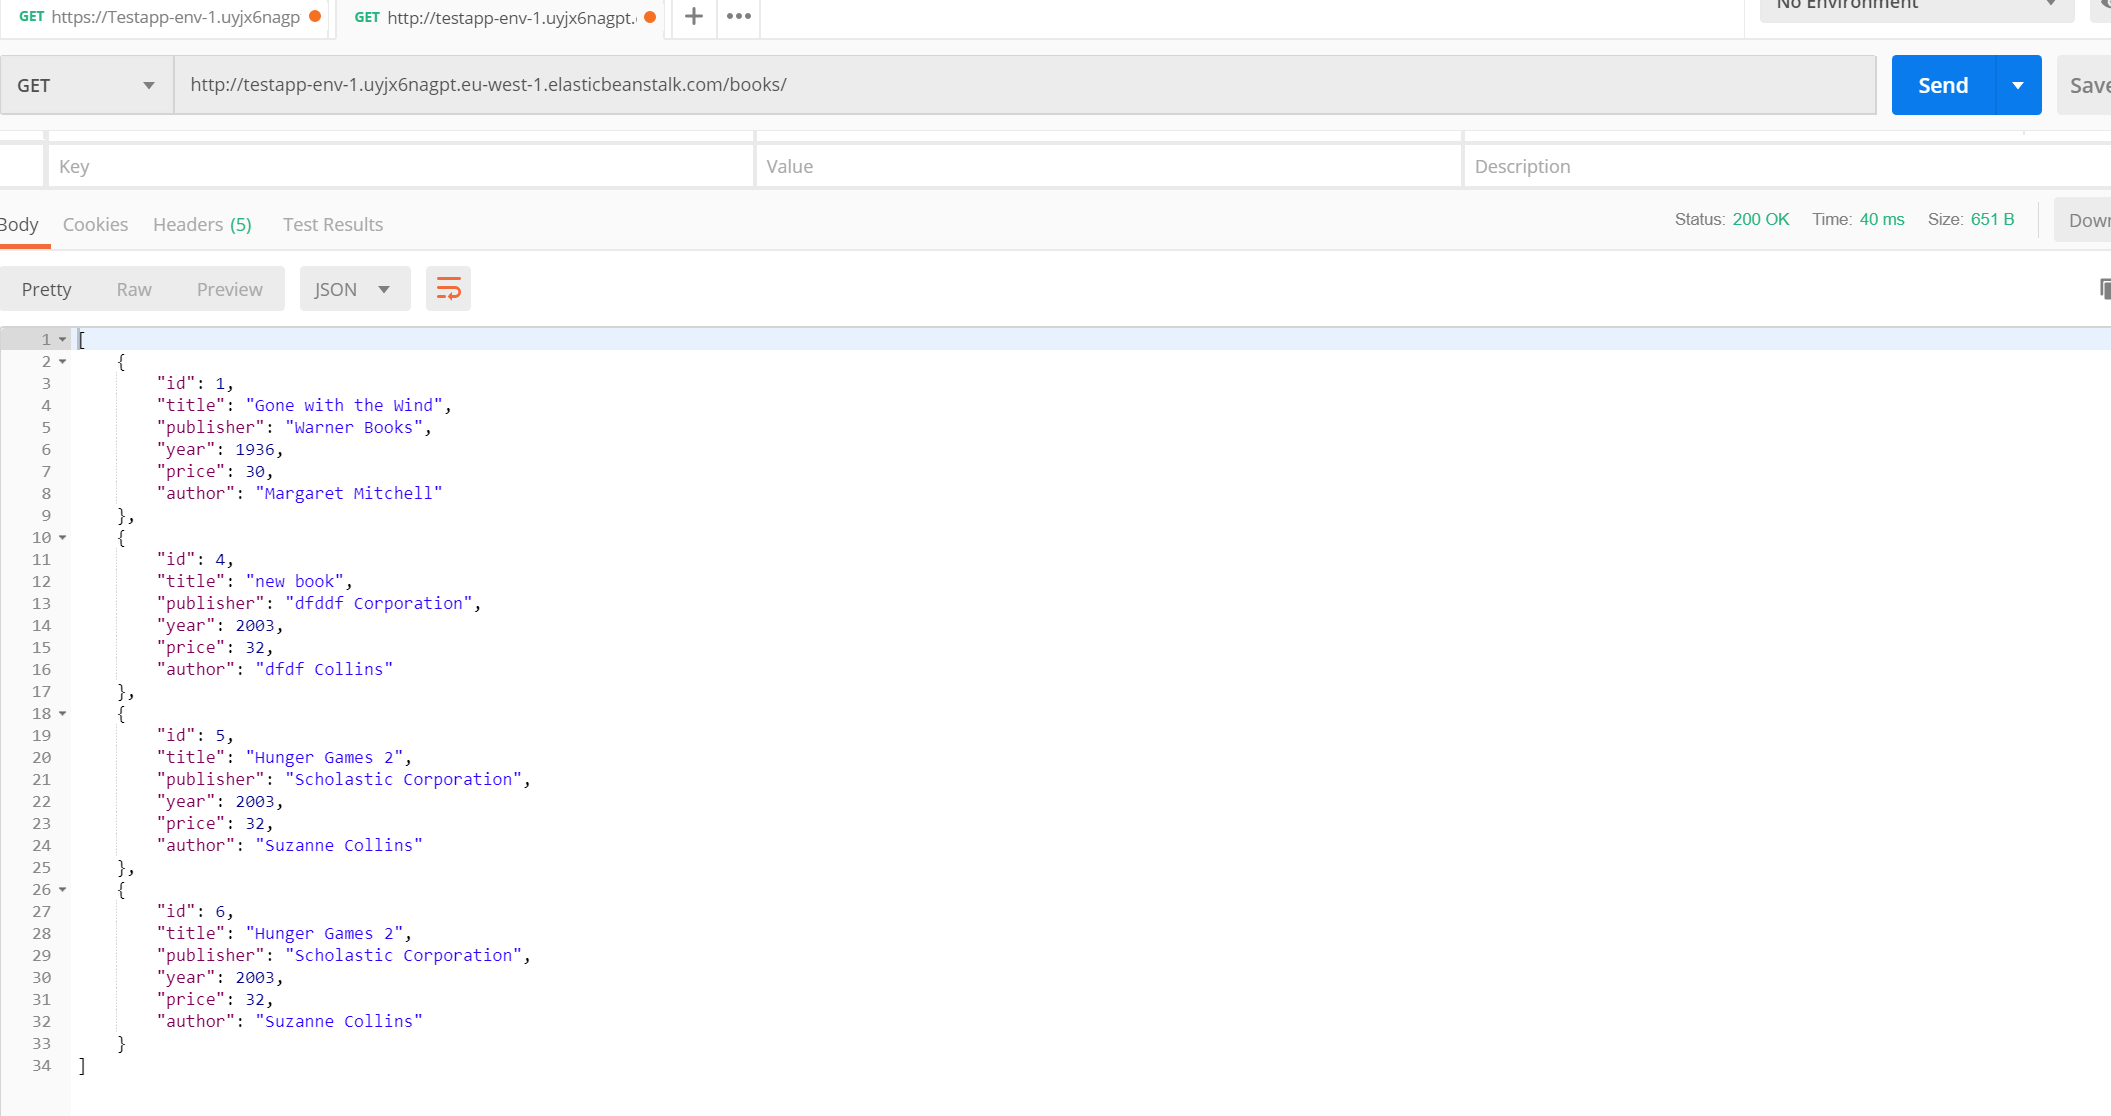 GET https://Testapp-env-1.uyjx6nagp GET http://testapp-env-1.uyjx6nagpt. + ••• No Environment
GET http://testapp-env-1.uyjx6nagpt.eu-west-1.elasticbeanstalk.com/books/ Send Save
Key Value Description
Body Cookies Headers (5) Test Results Status: 200 OK Time: 40 ms Size: 651 B Down
Pretty Raw Preview JSON
1 [
2 {
3 "id": 1,
4 "title": "Gone with the Wind",
5 "publisher": "Warner Books",
6 "year": 1936,
7 "price": 30,
8 "author": "Margaret Mitchell"
9 },
10 {
11 "id": 4,
12 "title": "new book",
13 "publisher": "dfddf Corporation",
14 "year": 2003,
15 "price": 32,
16 "author": "dfdf Collins"
17 },
18 {
19 "id": 5,
20 "title": "Hunger Games 2",
21 "publisher": "Scholastic Corporation",
22 "year": 2003,
23 "price": 32,
24 "author": "Suzanne Collins"
25 },
26 {
27 "id": 6,
28 "title": "Hunger Games 2",
29 "publisher": "Scholastic Corporation",
30 "year": 2003,
31 "price": 32,
32 "author": "Suzanne Collins"
33 }
34 ]